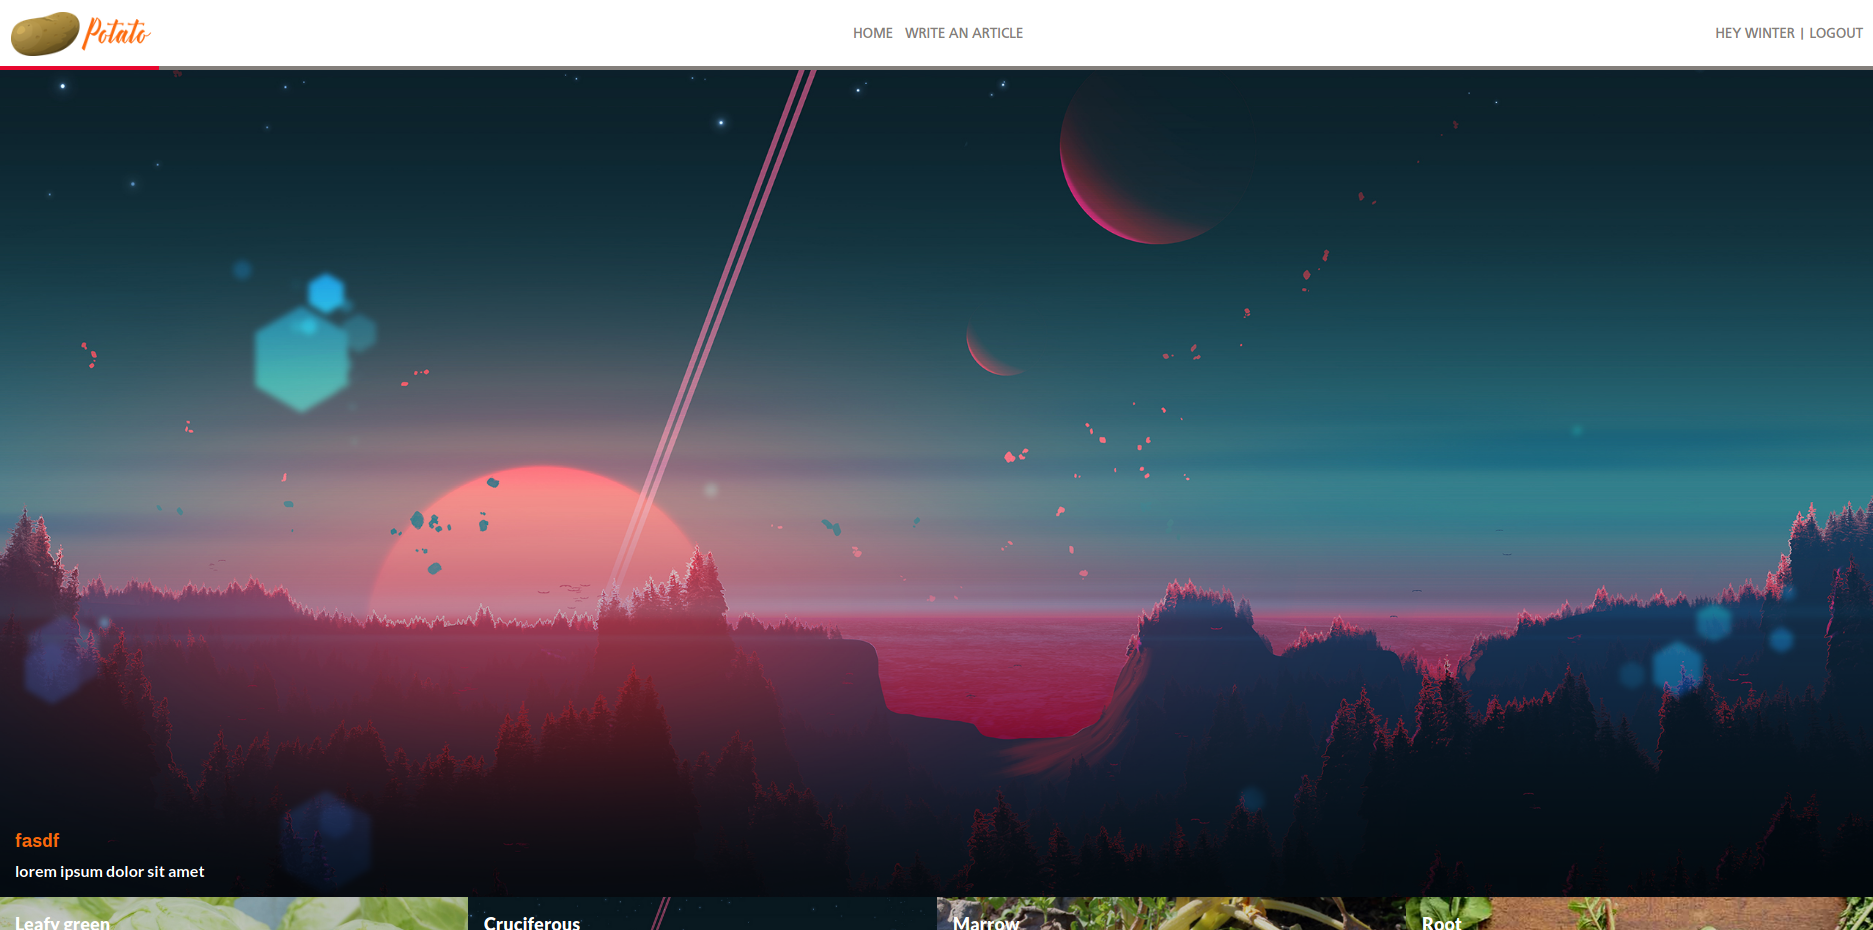 Potato
HOME WRITE AN ARTICLE
HEY WINTER | LOGOUT
fasdf
lorem ipsum dolor sit amet
Leafy green
Cruciferous
Marrow
Root